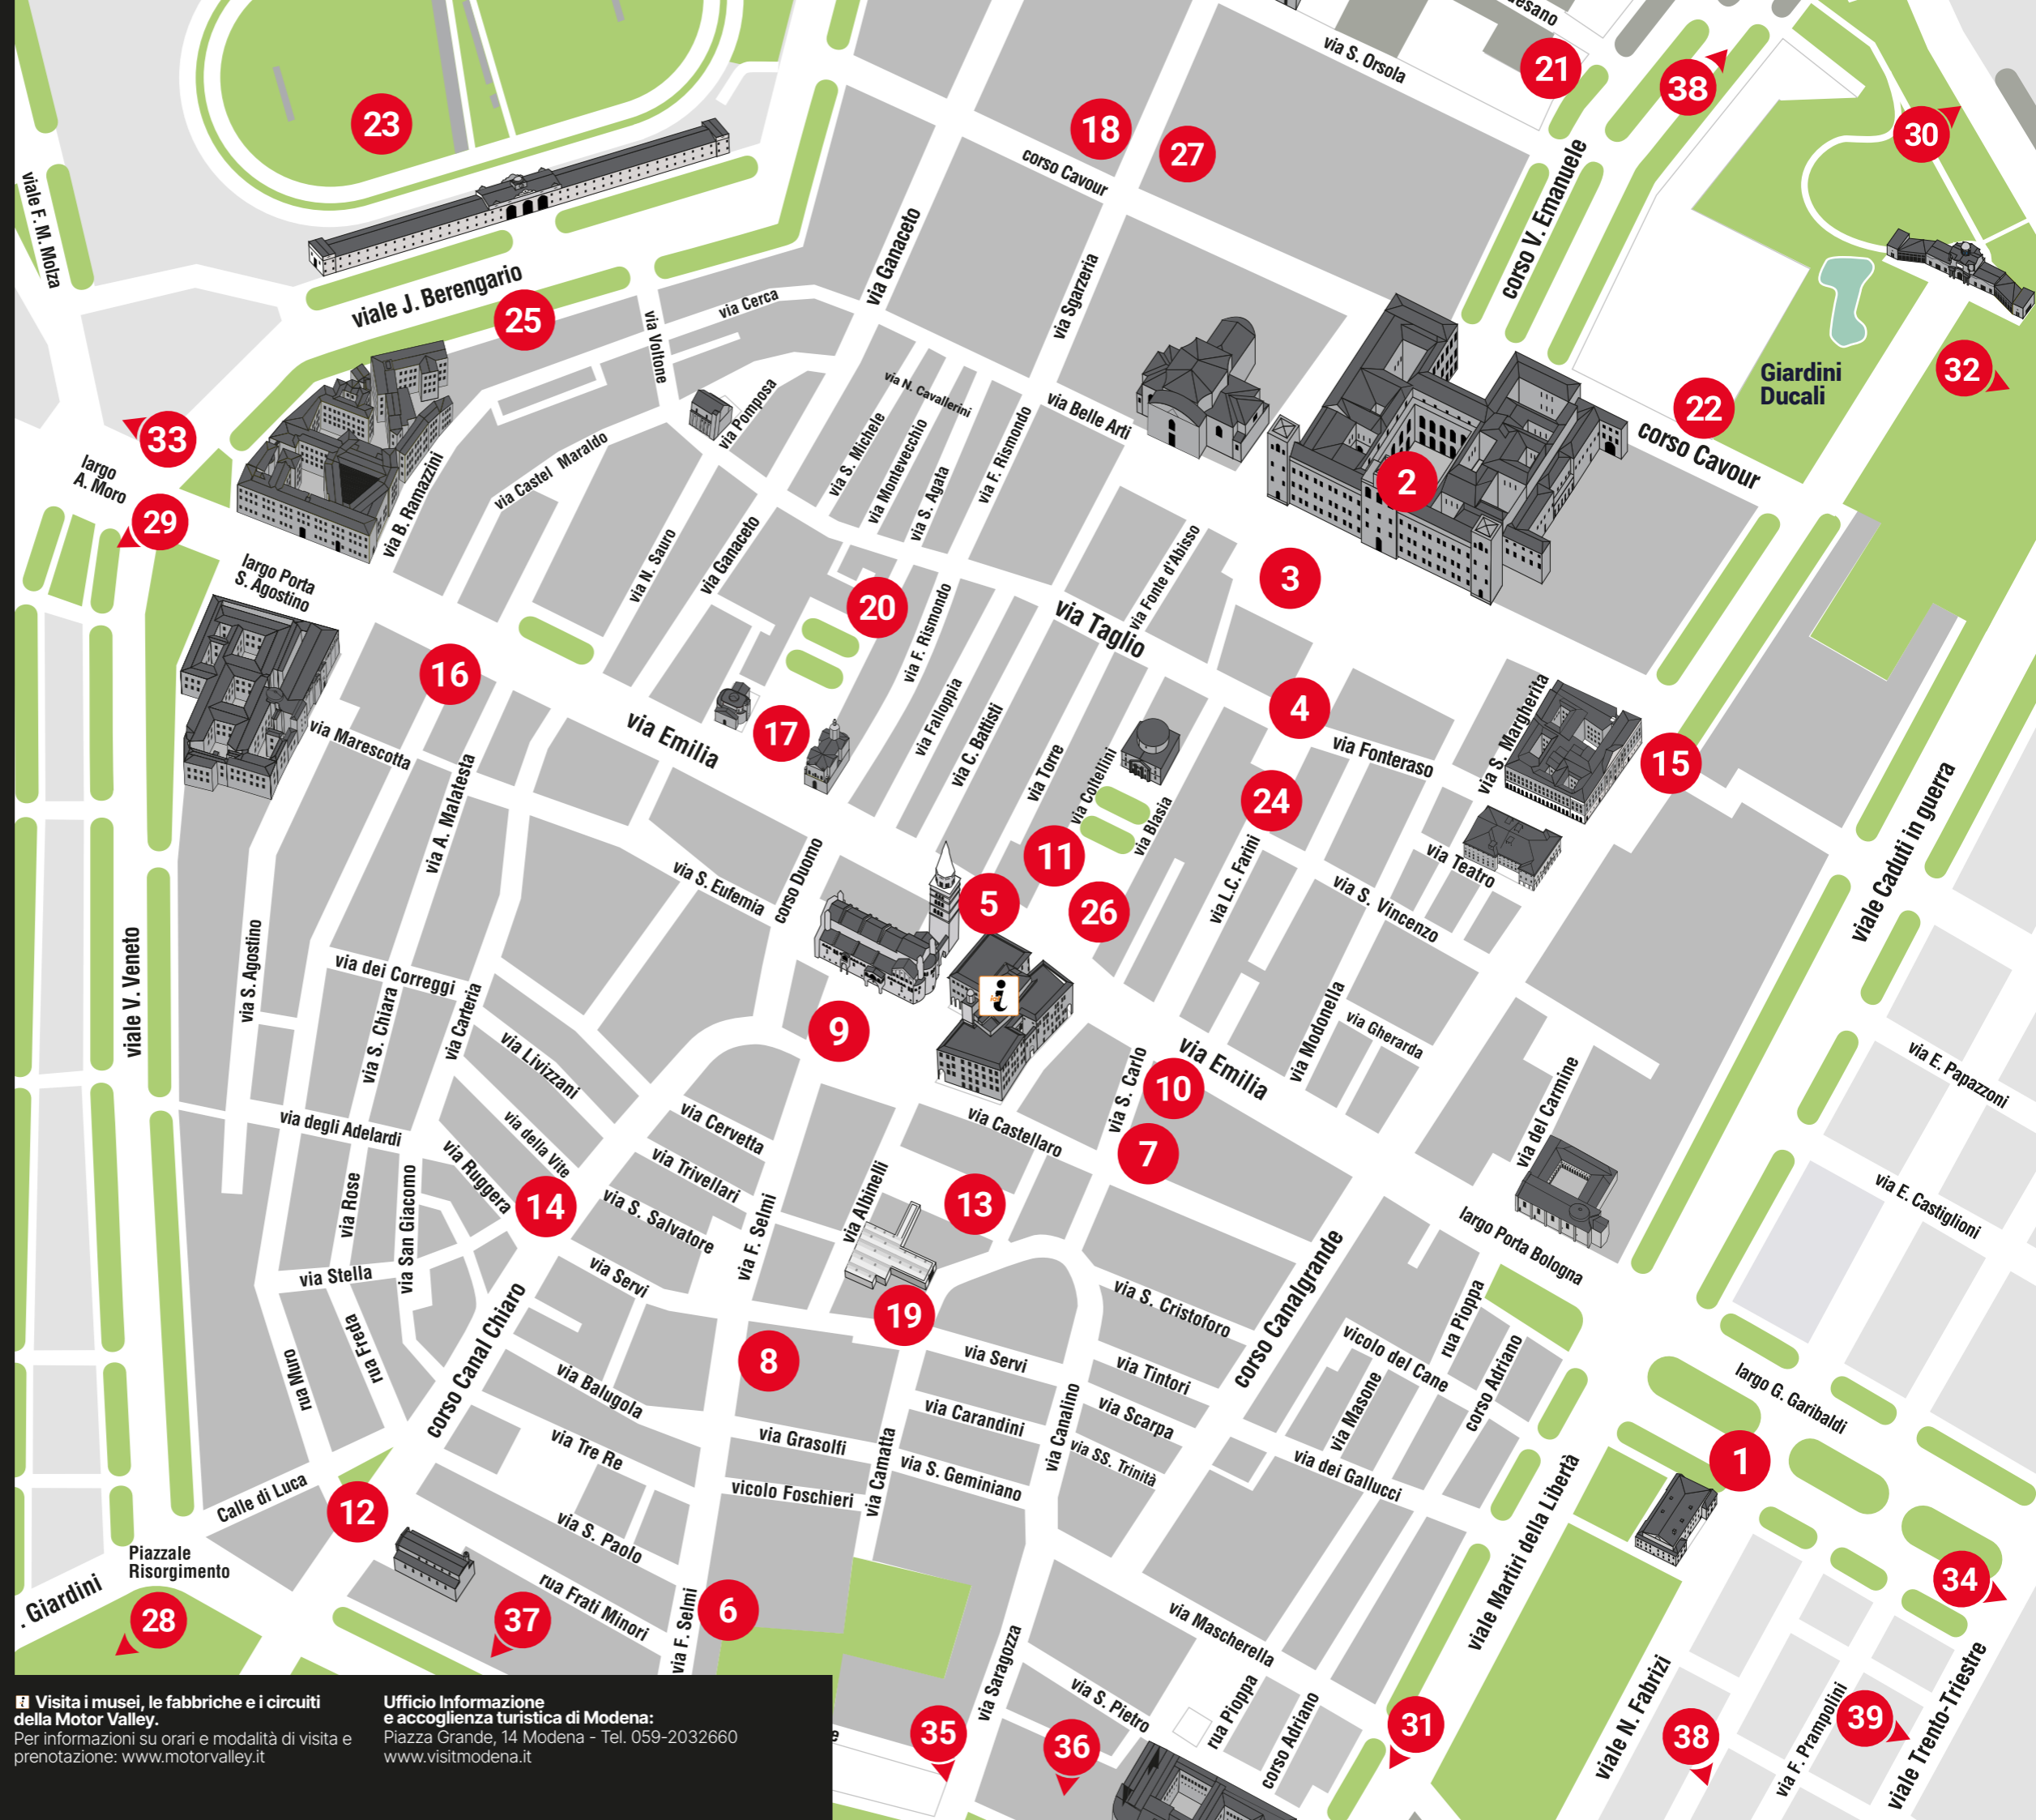 esano
via S. Orsola
21
38
30
23
18
27
corso Cavour
viale F. M. Molza
corso V. Emanuele
via Ganaceto
via Sgarzeria
viale J. Berengario
25
via Cerca
via Voltone
Giardini
Ducali
32
22
corso Cavour
via N. Cavallerini
via Pomposa
via Belle Arti
33
largo
A. Moro
via Castel Maraldo
via S. Michele
via Montevecchio
via S. Agata
via F. Rismondo
2
29
via B. Ramazzini
via N. Sauro
via Ganaceto
via Fonte d'Abisso
3
largo Porta
S. Agostino
20
via F. Rismondo
via Taglio
16
17
via Emilia
via Falloppia
via C. Battisti
via Torre
via Coltellini
via Blasia
4
via Fonteraso
via S. Margherita
15
via Marescotta
via A. Malatesta
24
11
via Teatro
via S. Eufemia
corso Duomo
5
26
via L.C. Farini
via S. Vincenzo
viale Caduti in guerra
viale V. Veneto
via S. Agostino
via dei Correggi
via S. Chiara
via Carteria
i
9
via Modonella
via Gherarda
via Emilia
via S. Carlo
10
via E. Papazzoni
via Livizzani
via degli Adelardi
via della Vite
via Ruggera
via Cervetta
via Trivellari
via Castellaro
7
via del Carmine
via E. Castiglioni
via Rose
via San Giacomo
14
via S. Salvatore
via F. Selmi
via Albinelli
13
largo Porta Bologna
via Stella
via Servi
19
via S. Cristoforo
corso Canalgrande
rua Pioppa
rua Muro
rua Freda
corso Canal Chiaro
8
via Servi
via Tintori
vicolo del Cane
corso Adriano
largo G. Garibaldi
via Balugola
via Carandini
via Canalino
via Scarpa
via Masone
via Tre Re
via Grasolfi
via Camatta
via S. Geminiano
via SS. Trinità
via dei Gallucci
1
vicolo Foschieri
Calle di Luca
12
via S. Paolo
viale Martiri della Libertà
Piazzale
Risorgimento
. Giardini
28
37
rua Frati Minori
via F. Selmi
6
via Saragozza
via Mascherella
34
via S. Pietro
rua Pioppa
corso Adriano
31
viale N. Fabrizi
38
via F. Prampolini
39
viale Trento-Triestre
35
36
e
i Visita i musei, le fabbriche e i circuiti
della Motor Valley.
Per informazioni su orari e modalità di visita e
prenotazione: www.motorvalley.it
Ufficio Informazione
e accoglienza turistica di Modena:
Piazza Grande, 14 Modena - Tel. 059-2032660
www.visitmodena.it